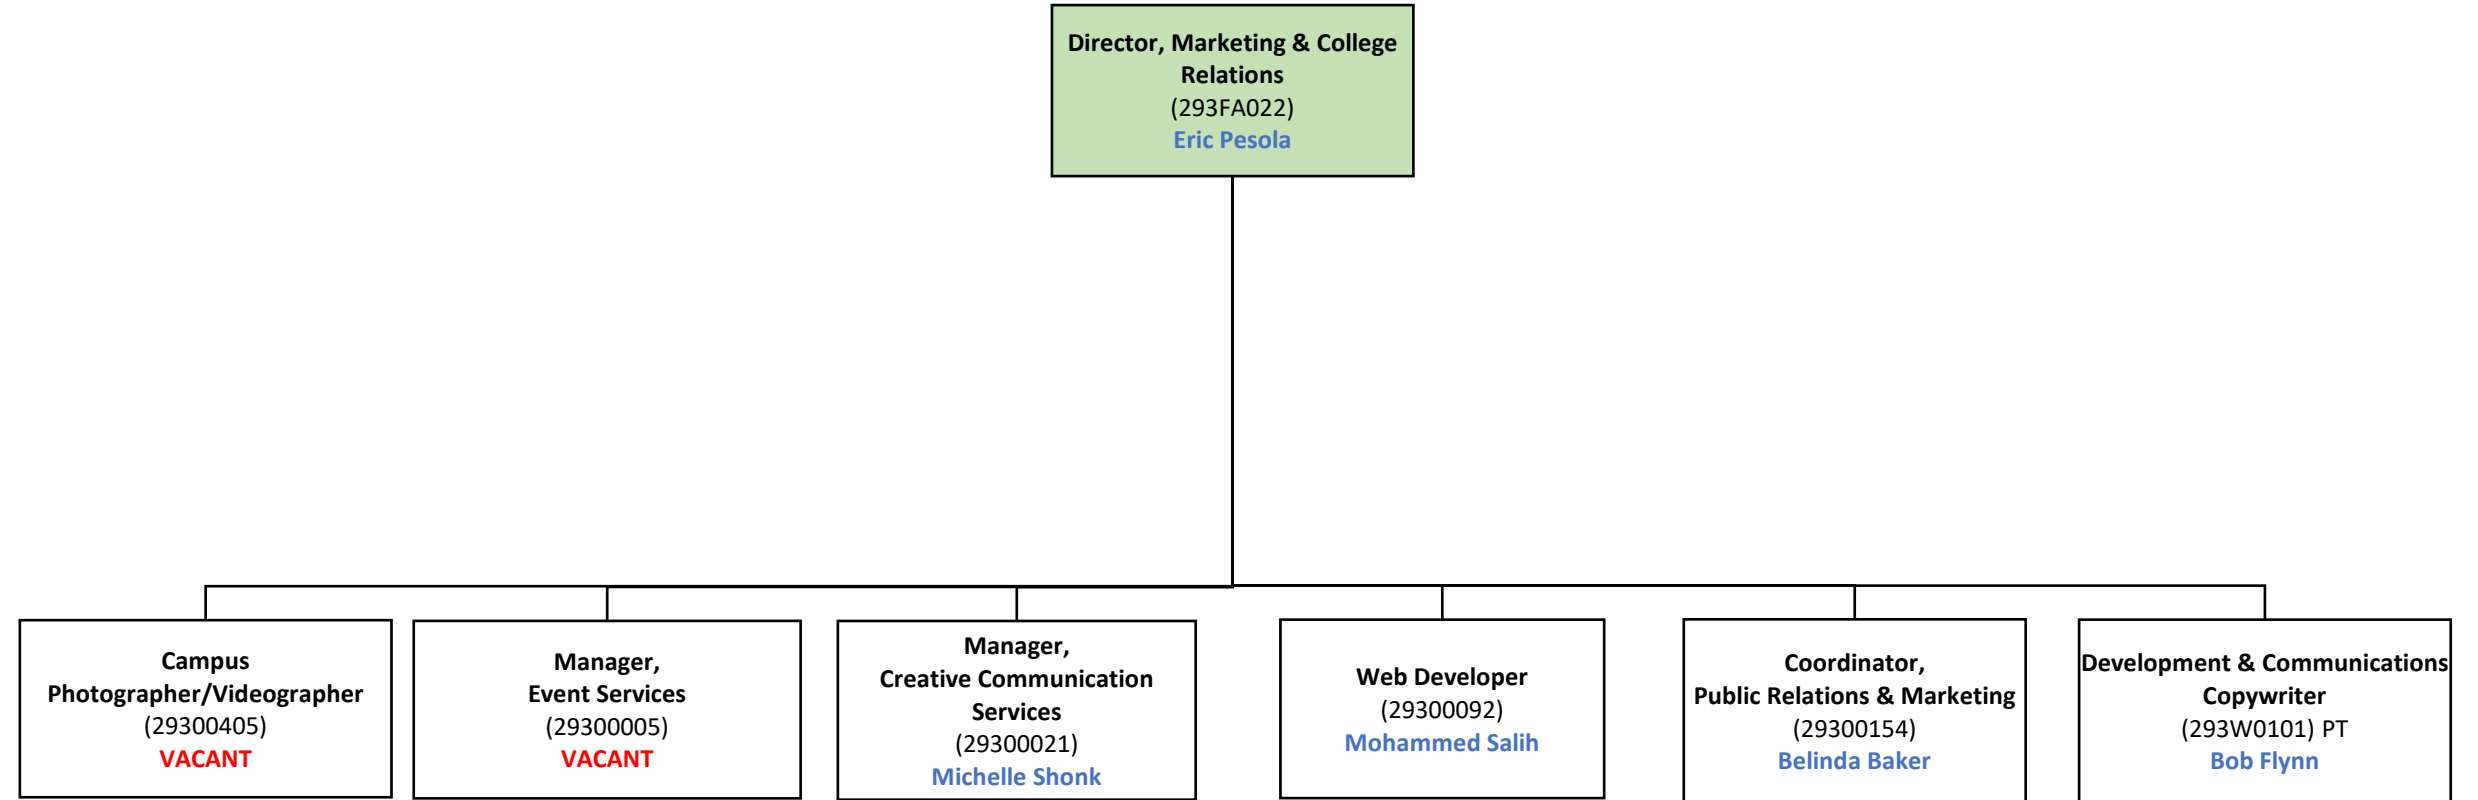 Director, Marketing & College
Relations
(293FA022)
Eric Pesola
Campus
Photographer/Videographer
(29300405)
VACANT
Manager,
Event Services
(29300005)
VACANT
Manager,
Creative Communication
Services
(29300021)
Michelle Shonk
Web Developer
(29300092)
Mohammed Salih
Coordinator,
Public Relations & Marketing
(29300154)
Belinda Baker
Development & Communications
Copywriter
(293W0101) PT
Bob Flynn